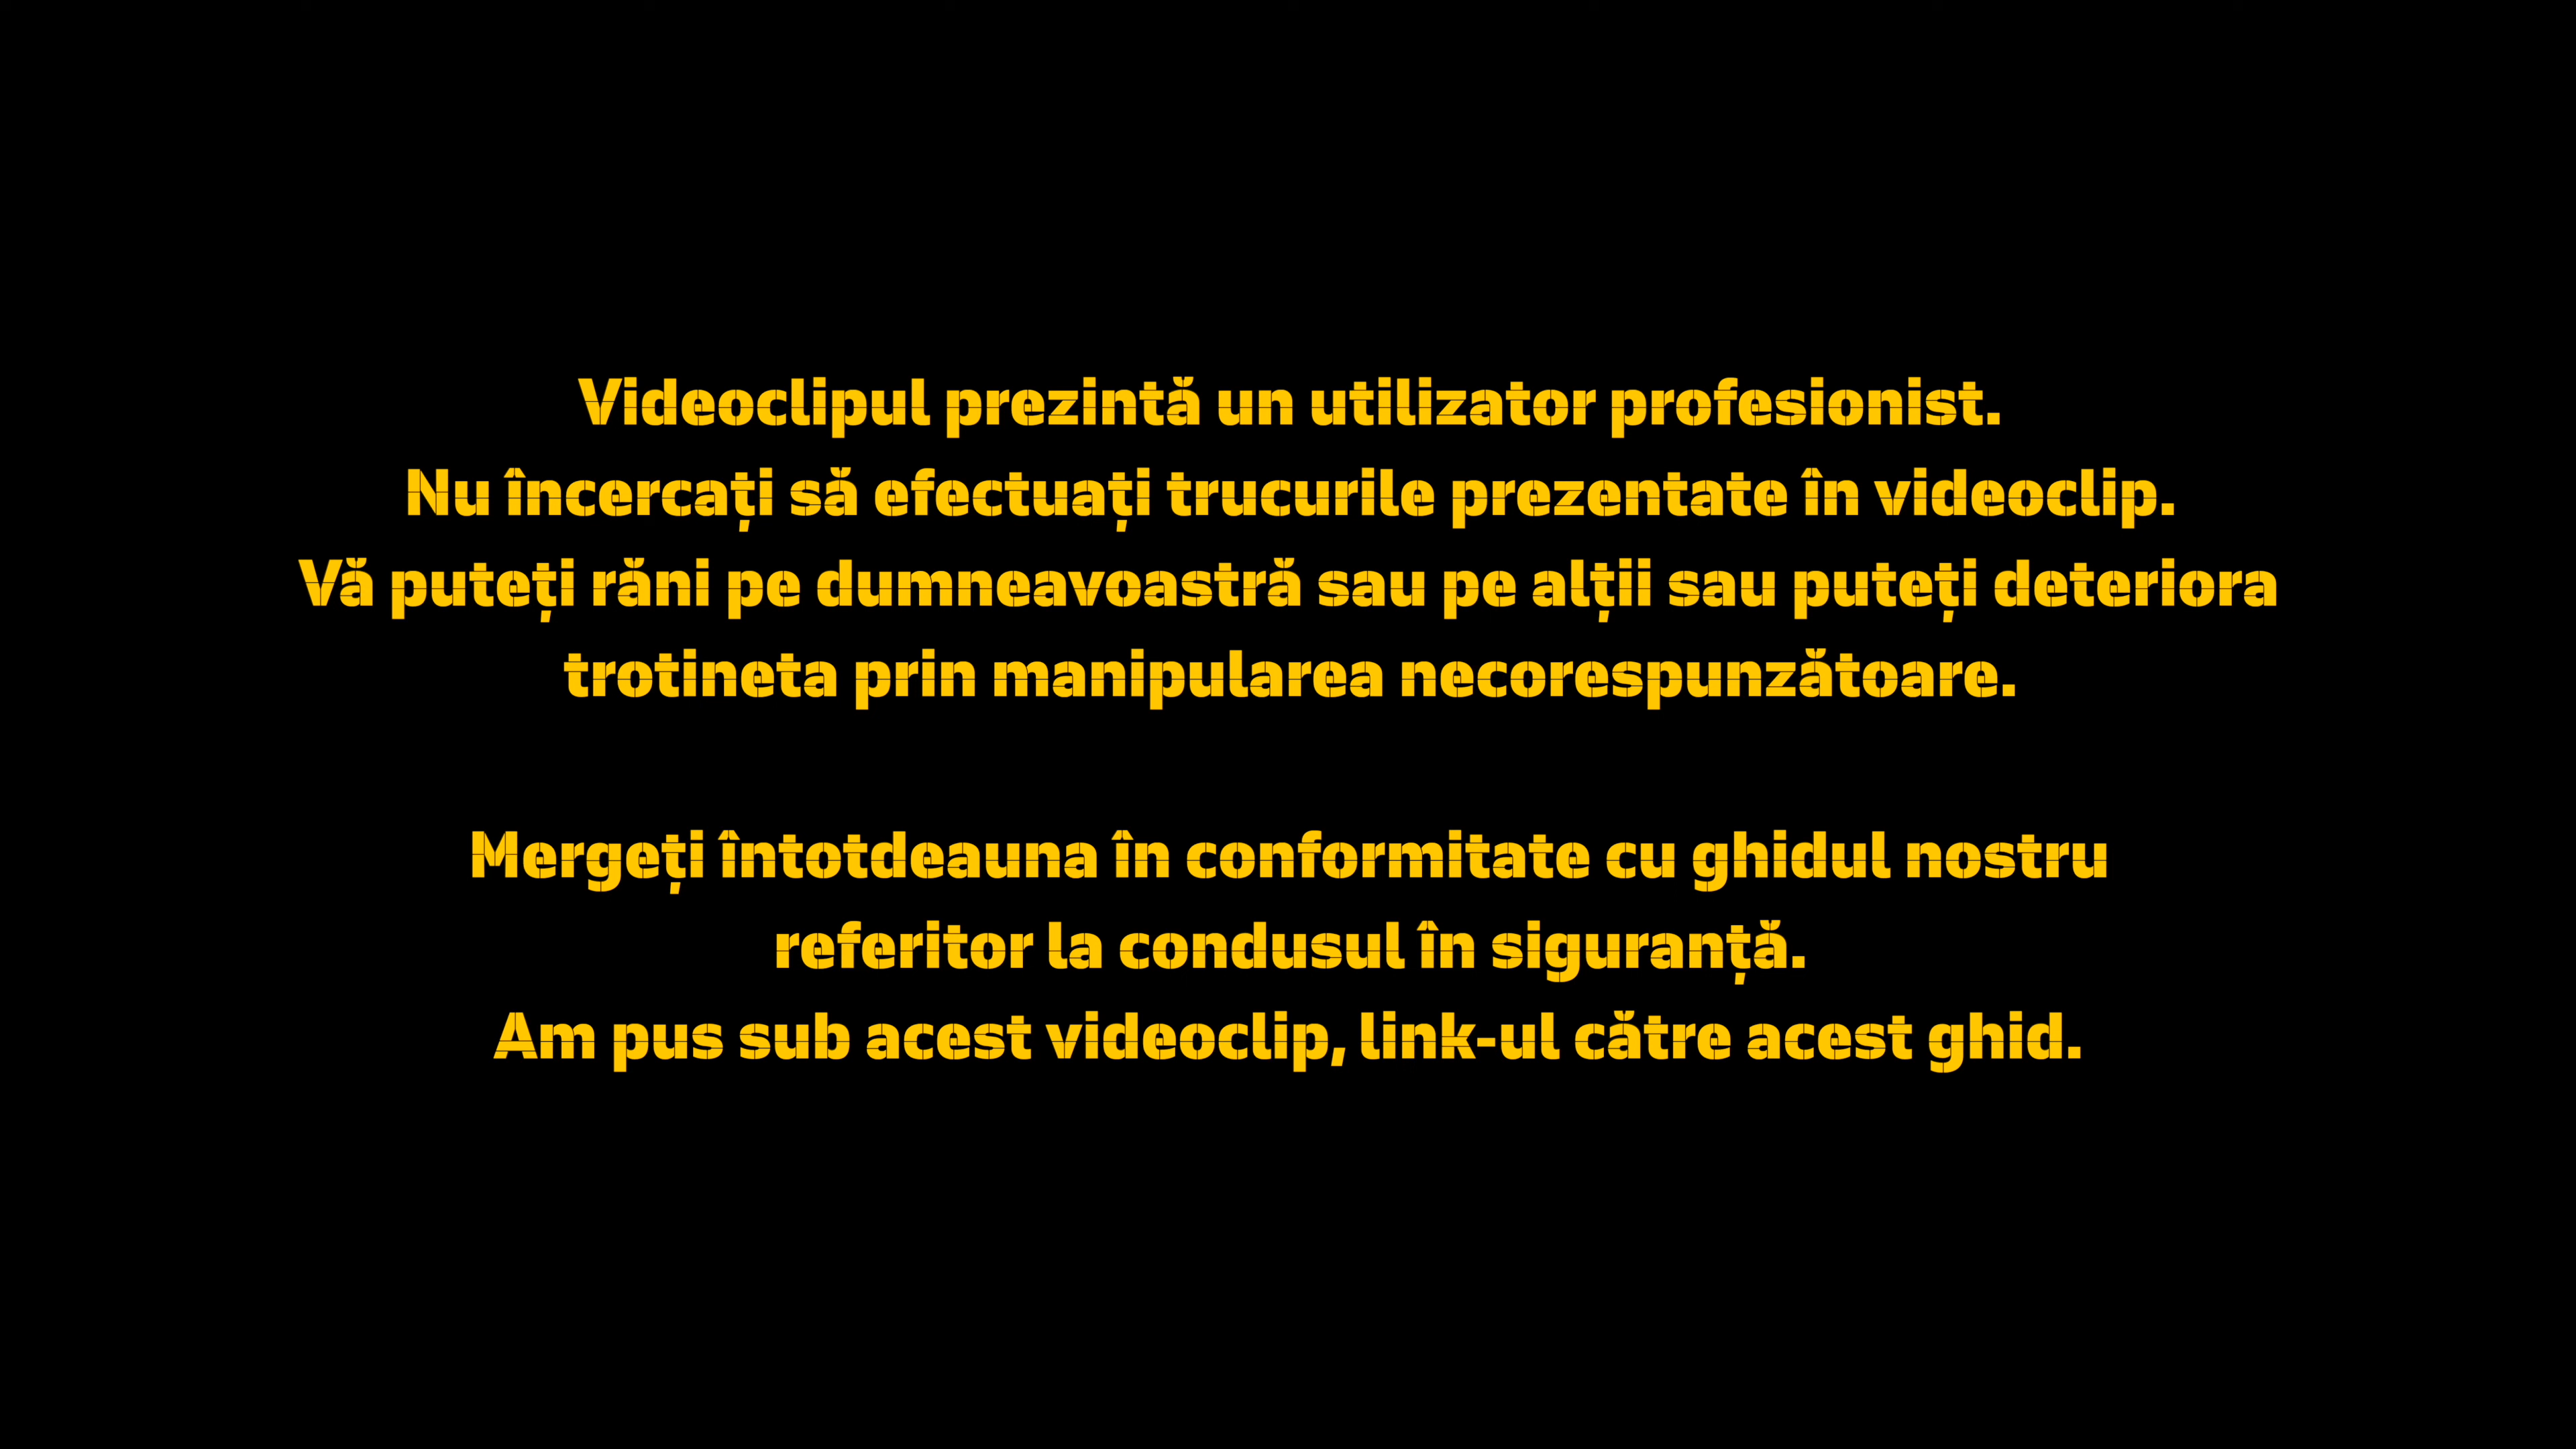 Videoclipul prezintă un utilizator profesionist.
Nu încercați să efectuați trucurile prezentate în videoclip.
Vă puteți răni pe dumneavoastră sau pe alții sau puteți deteriora
trotineta prin manipularea necorespunzătoare.
Mergeți întotdeauna în conformitate cu ghidul nostru
referitor la condusul în siguranță.
Am pus sub acest videoclip, link-ul către acest ghid.